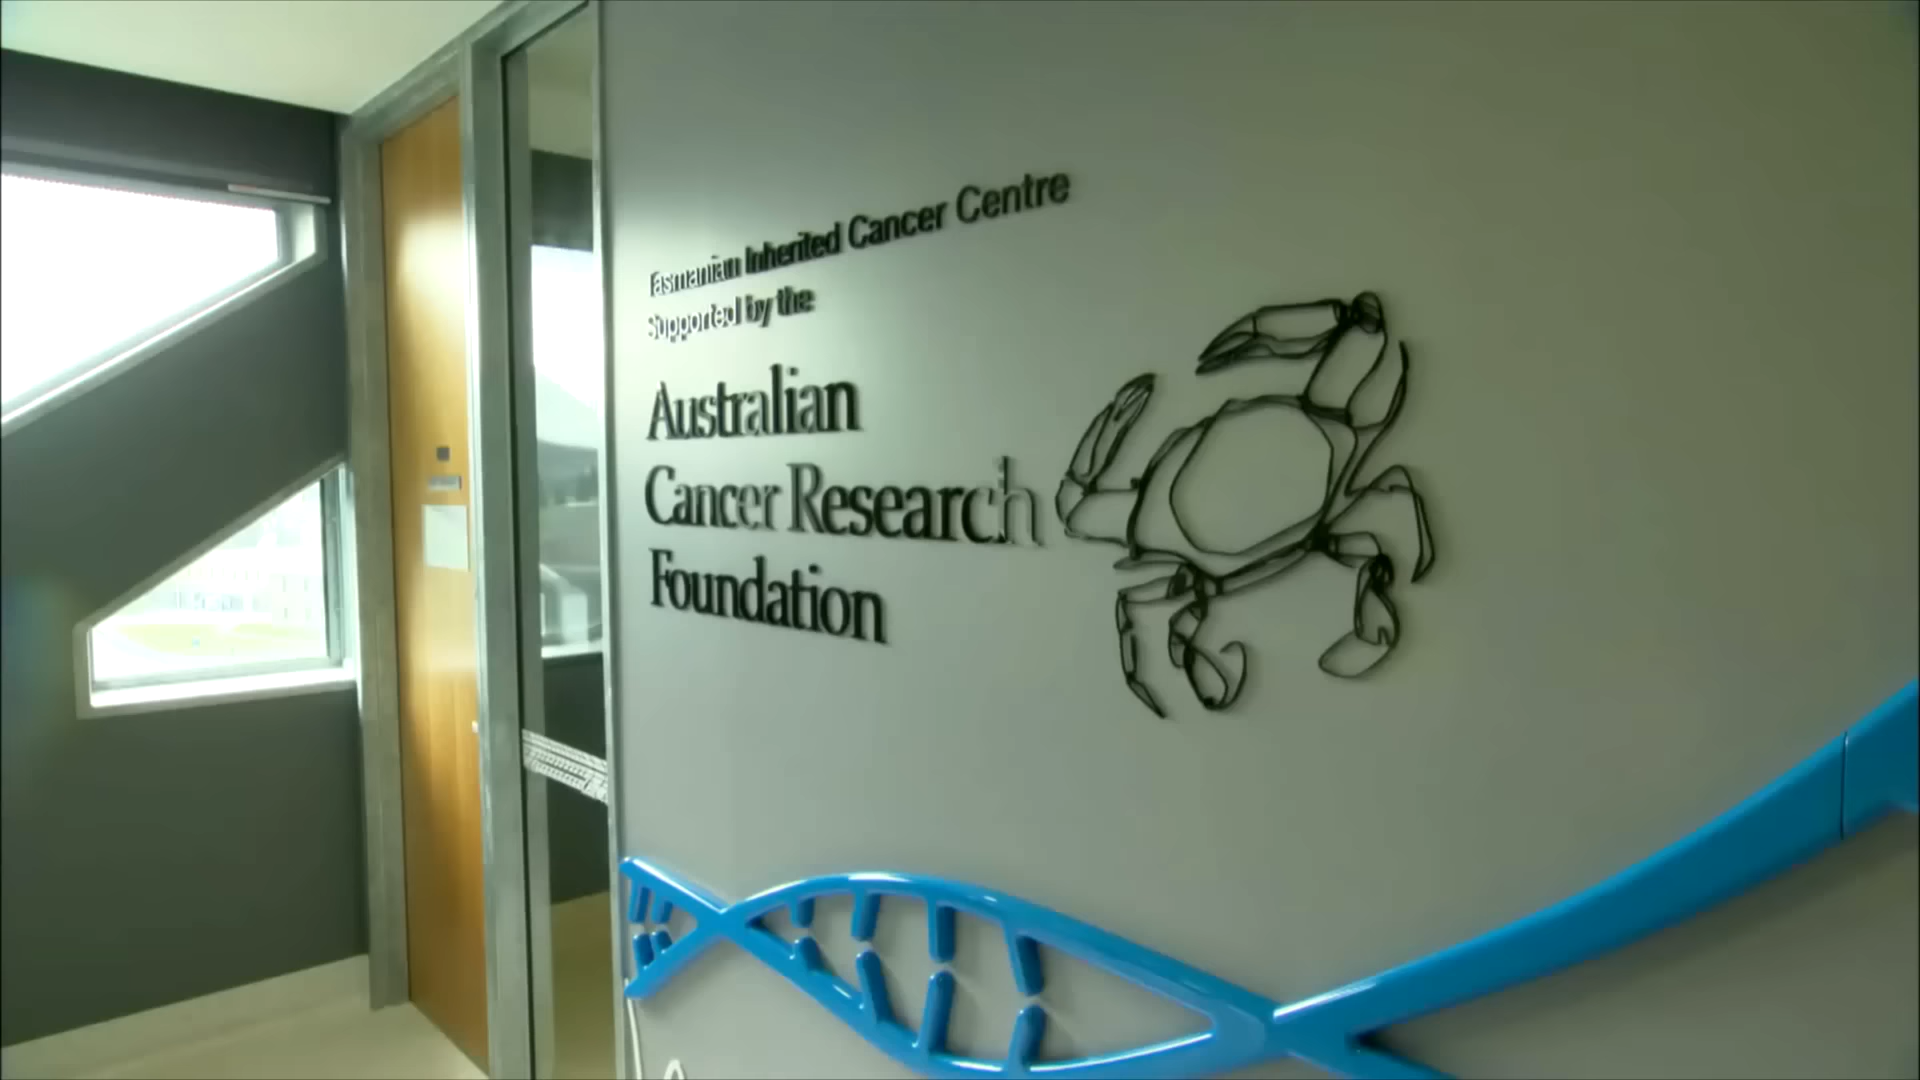 Tasmanian Inherited Cancer Centre
Supported by the
Australian
Cancer Research
Foundation